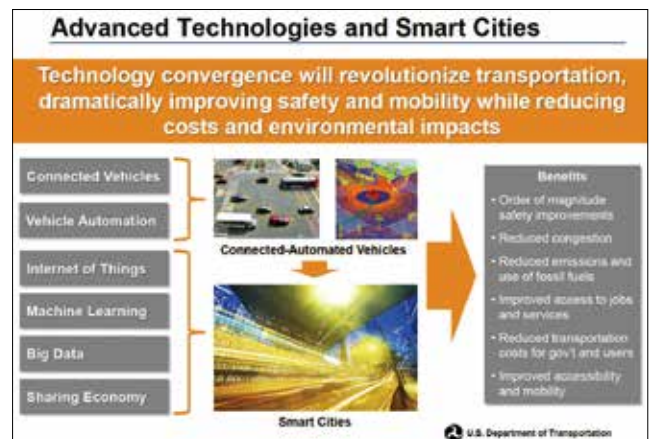 Advanced Technologies and Smart Cities
Technology convergence will revolutionize transportation,
dramatically improving safety and mobility while reducing
costs and environmental impacts
Connected Vehicles
Vehicle Automation
Internet of Things
Machine Learning
Big Data
Sharing Economy
Connected-Automated Vehicles
Smart Cities
Benefits
• Order of magnitude
safety improvements
• Reduced congestion
• Reduced emissions and
use of fossil fuels
• Improved access to jobs
and services
• Reduced transportation
costs for gov't and users
• Improved accessibility
and mobility
U.S. Department of Transportation